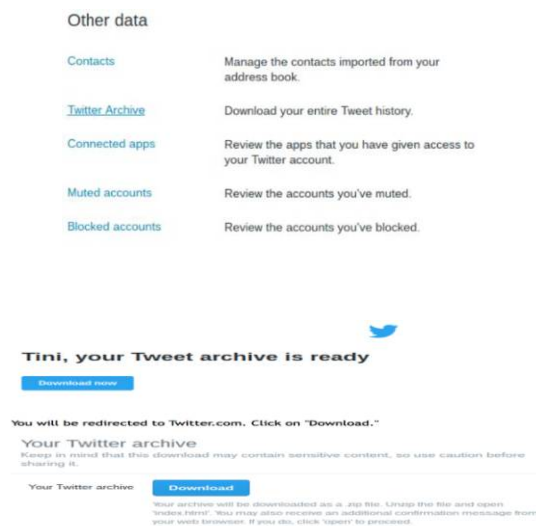 Other data
Contacts
Manage the contacts imported from your
address book.
Twitter Archive
Download your entire Tweet history.
Connected apps
Review the apps that you have given access to
your Twitter account.
Muted accounts
Review the accounts you've muted.
Blocked accounts
Review the accounts you've blocked.
Tini, your Tweet archive is ready
Download now
You will be redirected to Twitter.com. Click on "Download."
Your Twitter archive
Keep in mind that this download may contain sensitive content, so use caution before
sharing it.
Your Twitter archive
Download
Your archive will be downloaded as a .zip file. Unzip the file and open
'index.html'. You may also receive an additional confirmation message from
your web browser. If you do, click 'open' to proceed.